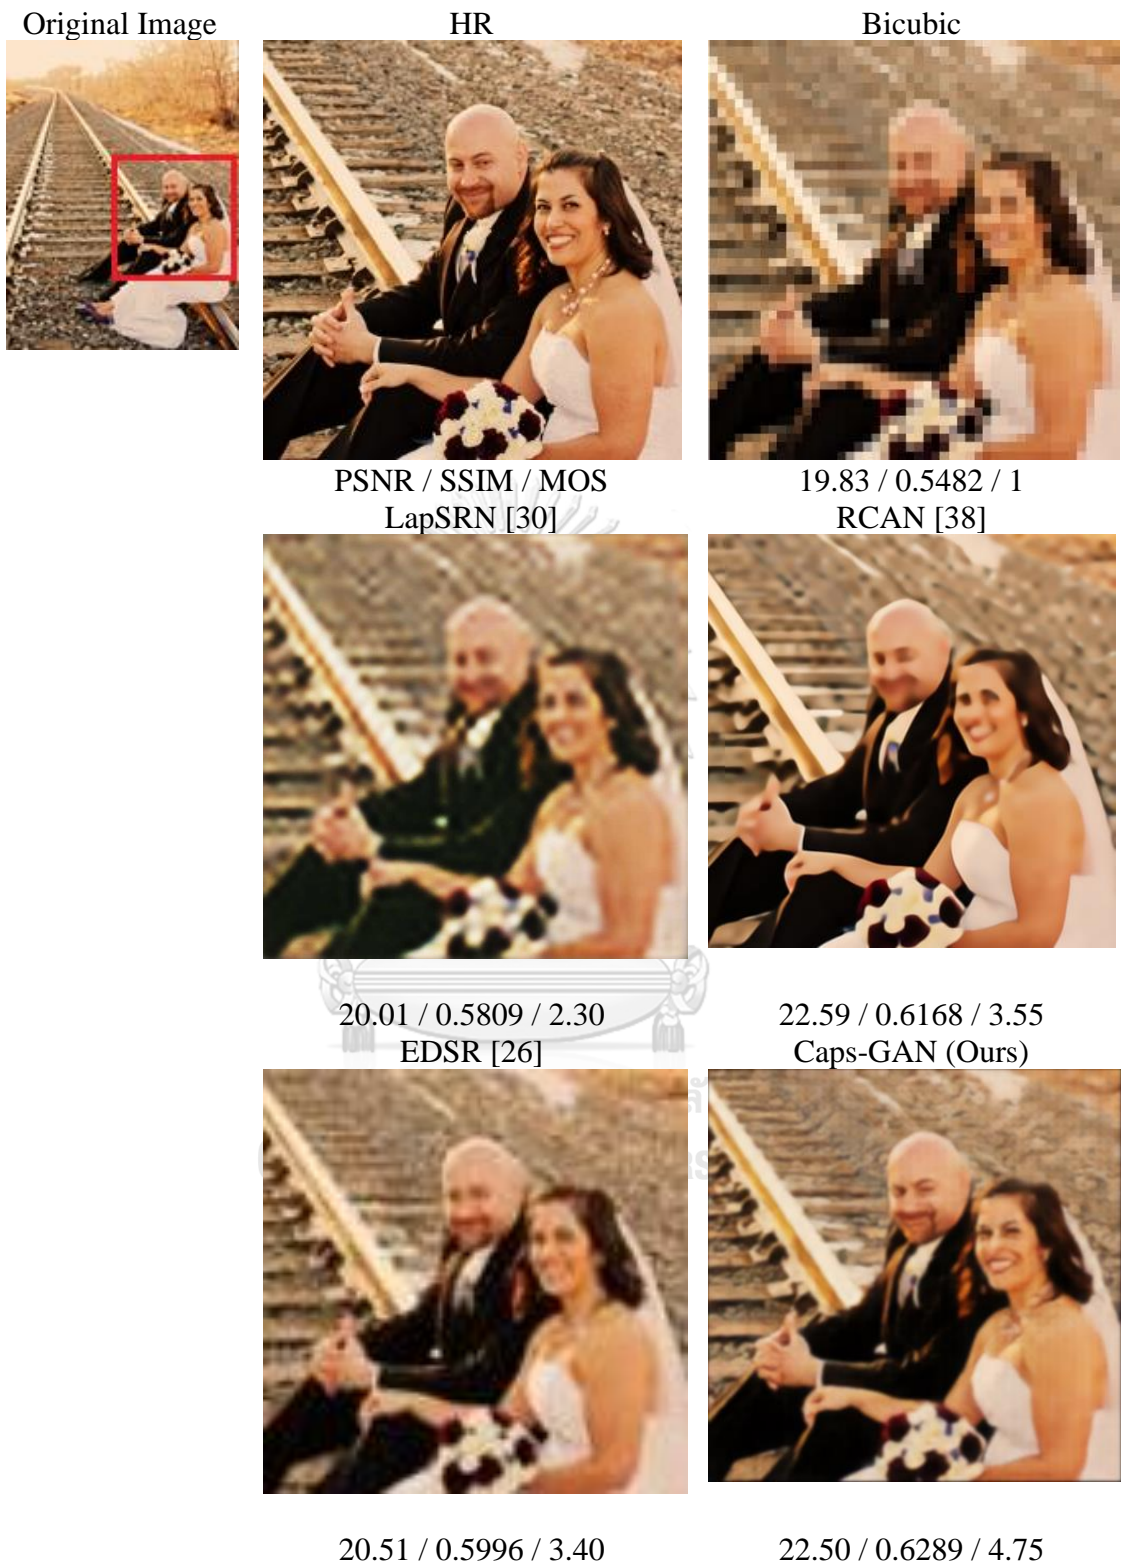 Original Image HR Bicubic
PSNR / SSIM / MOS 19.83 / 0.5482 / 1
LapSRN [30] RCAN [38]
20.01 / 0.5809 / 2.30 22.59 / 0.6168 / 3.55
EDSR [26] Caps-GAN (Ours)
20.51 / 0.5996 / 3.40 22.50 / 0.6289 / 4.75